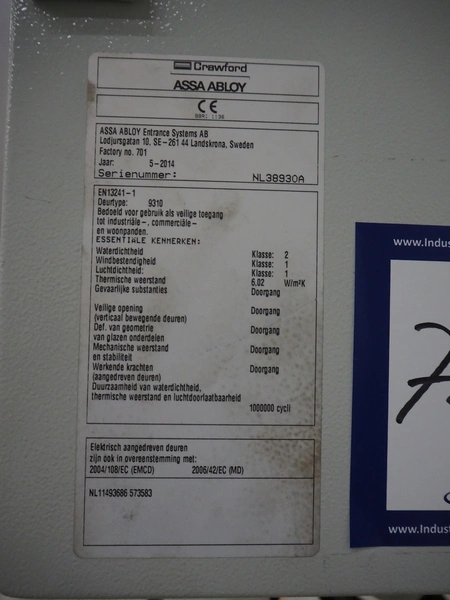 Crawford
ASSA ABLOY
CE
ASSA ABLOY Entrance Systems AB
Lodjursgatan 10, SE-261 44 Landskrona, Sweden
Factory no. 701
Jaar: 5-2014
Serienummer: NL38930A
EN13241-1
Deurtype: 9310
Bedoeld voor gebruik als veilige toegang
tot industriële-, commerciële-
en woonpanden.
ESSENTIËLE KENMERKEN:
Waterdichtheid Klasse: 2
Windbestendigheid Klasse: 1
Luchtdichtheid: Klasse: 1
Thermische weerstand 6,02 W/m²K
Gevaarlijke substanties Doorgang
Veilige opening Doorgang
(verticaal bewegende deuren)
Def. van geometrie Doorgang
van glazen onderdelen
Mechanische weerstand Doorgang
en stabiliteit
Werkende krachten Doorgang
(aangedreven deuren)
Duurzaamheid van waterdichtheid,
thermische weerstand en luchtdoorlaatbaarheid
1000000 cycli
Elektrisch aangedreven deuren
zijn ook in overeenstemming met:
2004/108/EC (EMCD) 2006/42/EC (MD)
NL11493686 573583
www.Indus
www.Indus